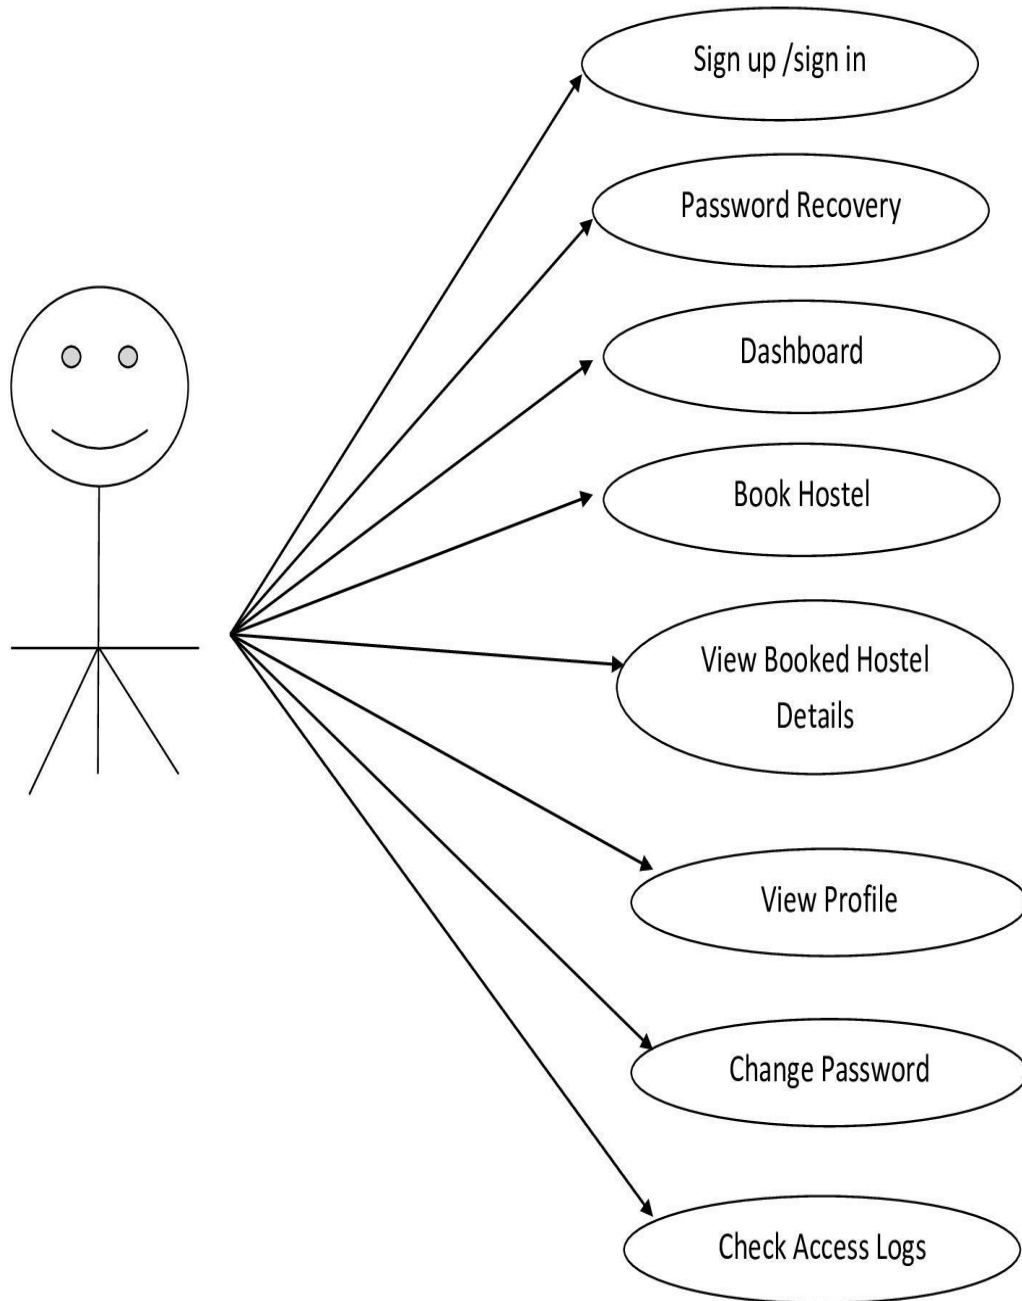 Sign up /sign in
Password Recovery
Dashboard
Book Hostel
View Booked Hostel
Details
View Profile
Change Password
Check Access Logs